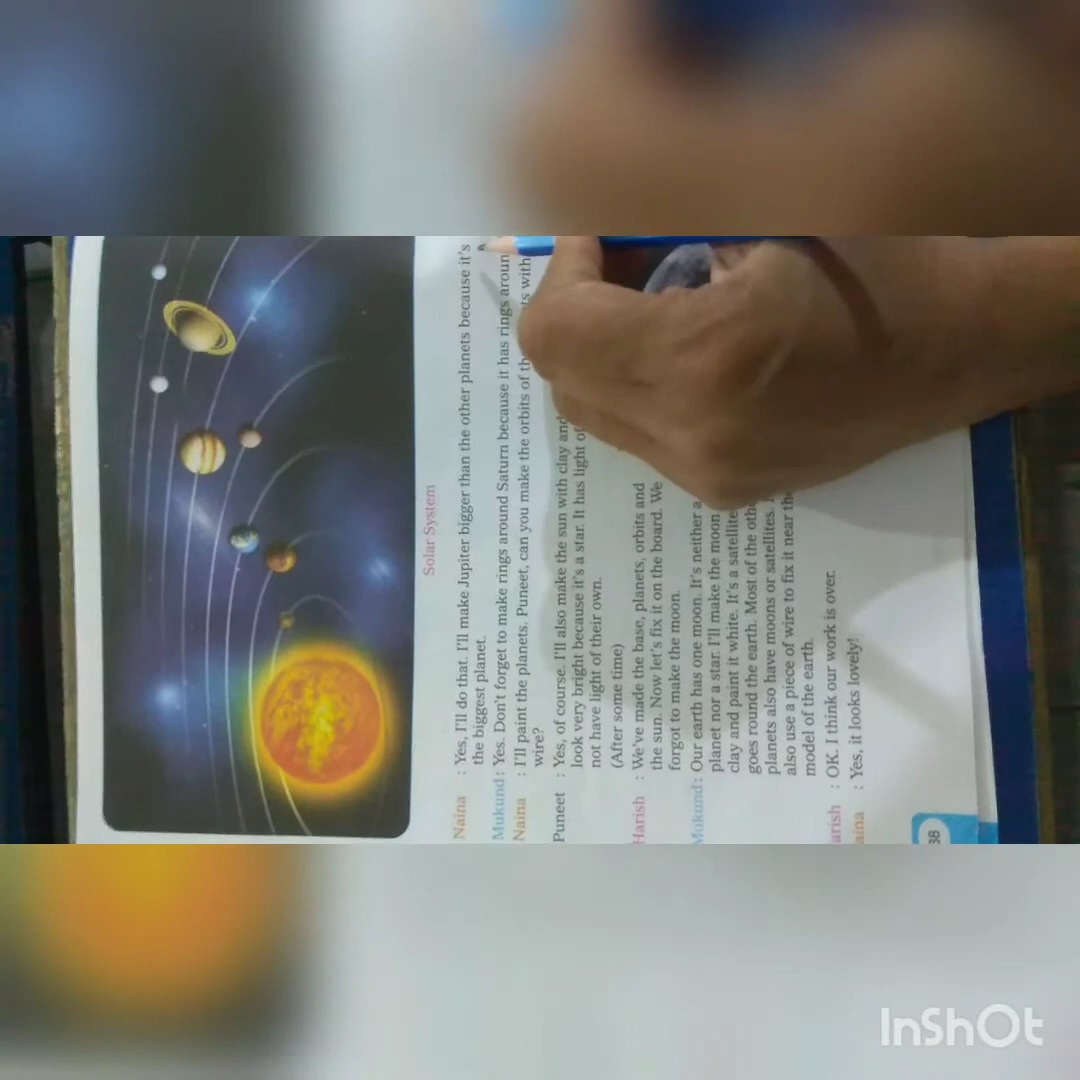 Solar System
Naina : Yes, I'll do that. I'll make Jupiter bigger than the other planets because it's
the biggest planet.
Mukund : Yes. Don't forget to make rings around Saturn because it has rings
Naina : I'll paint the planets. Puneet, can you make the orbits of with
wire?
Puneet : Yes, of course. I'll also make the sun with clay and
look very bright because it's a star. It has light
not have light of their own.
(After some time)
Harish : We've made the base, planets, orbits and
the sun. Now let's fix it on the board. We
forgot to make the moon.
Mukund : Our earth has one moon. It's neither a
planet nor a star. I'll make the moon
clay and paint it white. It's a satellite
goes round the earth. Most of the
planets also have moons or satellites.
also use a piece of wire to fix it near
model of the earth.
arish : OK. I think our work is over.
aina : Yes, it looks lovely!
38
InShOt